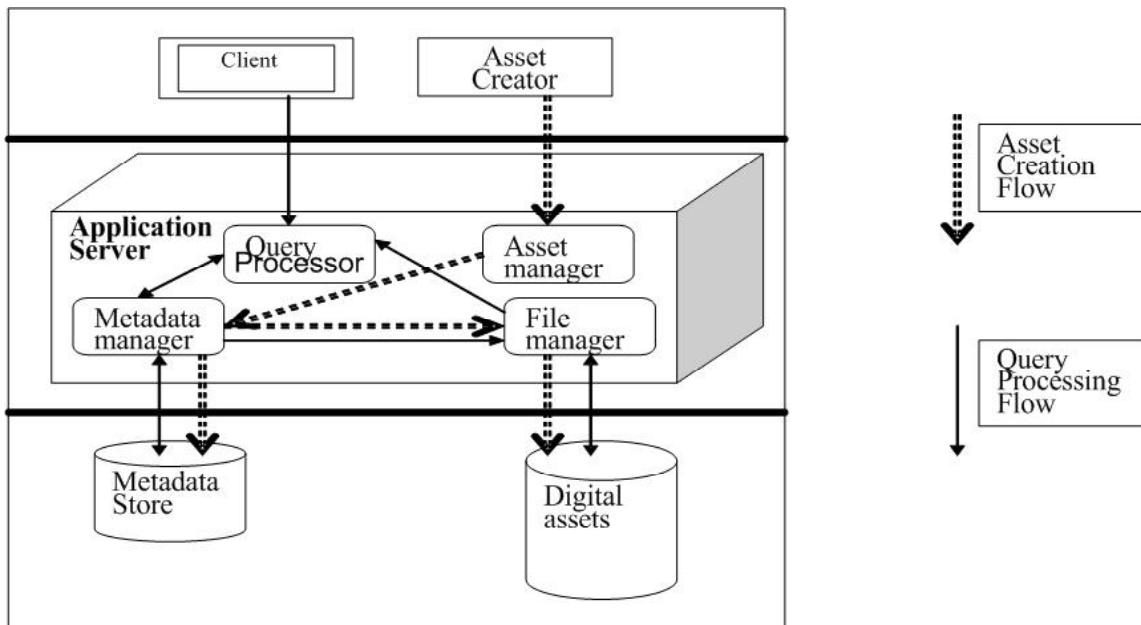 Client
Asset
Creator
Asset
Creation
Flow
Application
Server
Query
Processor
Asset
manager
Metadata
manager
File
manager
Query
Processing
Flow
Metadata
Store
Digital
assets